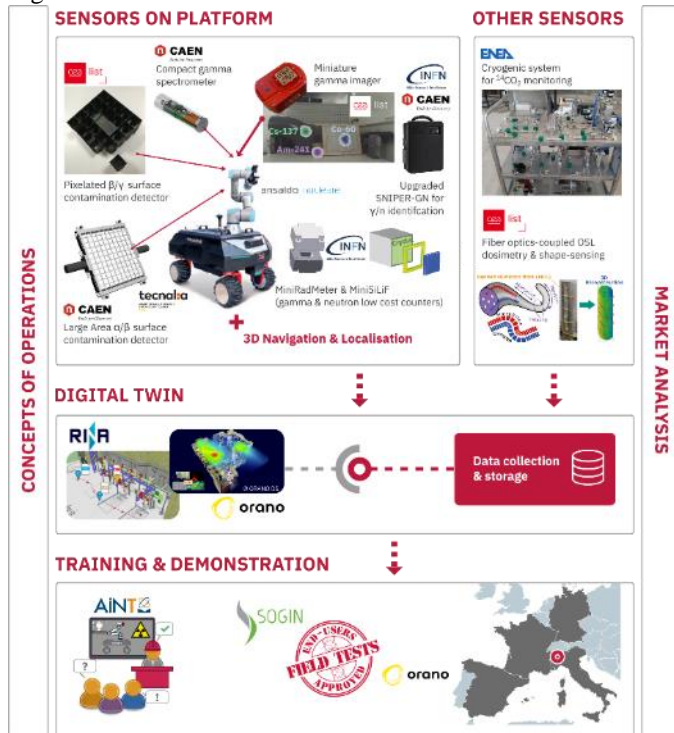 SENSORS ON PLATFORM
OTHER SENSORS
CAEN
Compact gamma
spectrometer
Miniature
gamma imager
INFN
CAEN
list
list
Cs-137
Co-60
Am-241
Pixelated β/γ surface
contamination detector
ansaldo nucleare
Upgraded
SNIPER-GN for
γ/n identifcation
INFN
Crystal
MiniRadMeter & MiniSiLiF
(gamma & neutron low cost counters)
CAEN
tecnalia
Large Area α/β surface
contamination detector
+
3D Navigation & Localisation
ENEA
Cryogenic system
for ¹⁴CO₂ monitoring
list
Fiber optics-coupled OSL
dosimetry & shape-sensing
CONCEPTS OF OPERATIONS
MARKET ANALYSIS
DIGITAL TWIN
RINA
orano
Data collection
& storage
TRAINING & DEMONSTRATION
AiNT
?
!
SOGIN
END-USERS
FIELD TESTS
APPROVED
orano